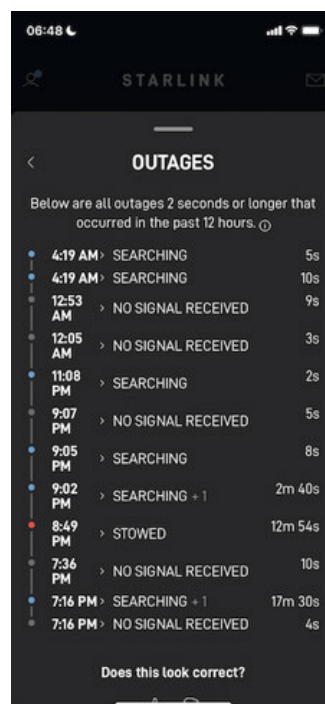 06:48
STARLINK
OUTAGES
Below are all outages 2 seconds or longer that
occurred in the past 12 hours.
4:19 AM > SEARCHING 5s
4:19 AM > SEARCHING 10s
12:53 AM > NO SIGNAL RECEIVED 9s
12:05 AM > NO SIGNAL RECEIVED 3s
11:08 PM > SEARCHING 2s
9:07 PM > NO SIGNAL RECEIVED 5s
9:05 PM > SEARCHING 8s
9:02 PM > SEARCHING +1 2m 40s
8:49 PM > STOWED 12m 54s
7:36 PM > NO SIGNAL RECEIVED 10s
7:16 PM > SEARCHING +1 17m 30s
7:16 PM > NO SIGNAL RECEIVED 4s
Does this look correct?